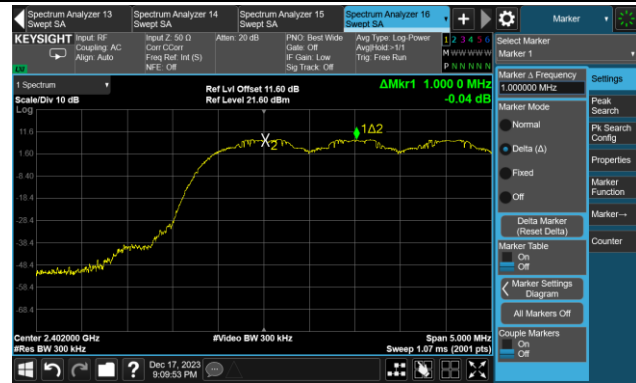 Spectrum Analyzer 13
Swept SA
Spectrum Analyzer 14
Swept SA
Spectrum Analyzer 15
Swept SA
Spectrum Analyzer 16
Swept SA
Marker
KEYSIGHT
Input: RF
Coupling: AC
Align: Auto
Input Z: 50 Ω
Corr CCorr
Freq Ref: Int (S)
NFE: Off
Atten: 20 dB
PNO: Best Wide
Gate: Off
IF Gain: Low
Sig Track: Off
Avg Type: Log-Power
Avg|Hold:>1/1
Trig: Free Run
1 2 3 4 5 6
M W W W W W
P N N N N N
Select Marker
Marker 1
1 Spectrum
Scale/Div 10 dB
Log
Ref Lvl Offset 11.60 dB
Ref Level 21.60 dBm
ΔMkr1 1.000 0 MHz
-0.04 dB
11.6
1.60
-8.40
-18.4
-28.4
-38.4
-48.4
-58.4
-68.4
X2
1Δ2
Center 2.402000 GHz
#Res BW 300 kHz
#Video BW 300 kHz
Span 5.000 MHz
Sweep 1.07 ms (2001 pts)
Marker Δ Frequency
1.000000 MHz
Marker Mode
Normal
Delta (Δ)
Fixed
Off
Delta Marker
(Reset Delta)
Marker Table
On
Off
Marker Settings
Diagram
All Markers Off
Couple Markers
On
Off
Settings
Peak
Search
Pk Search
Config
Properties
Marker
Function
Marker→
Counter
?
Dec 17, 2023
9:09:53 PM